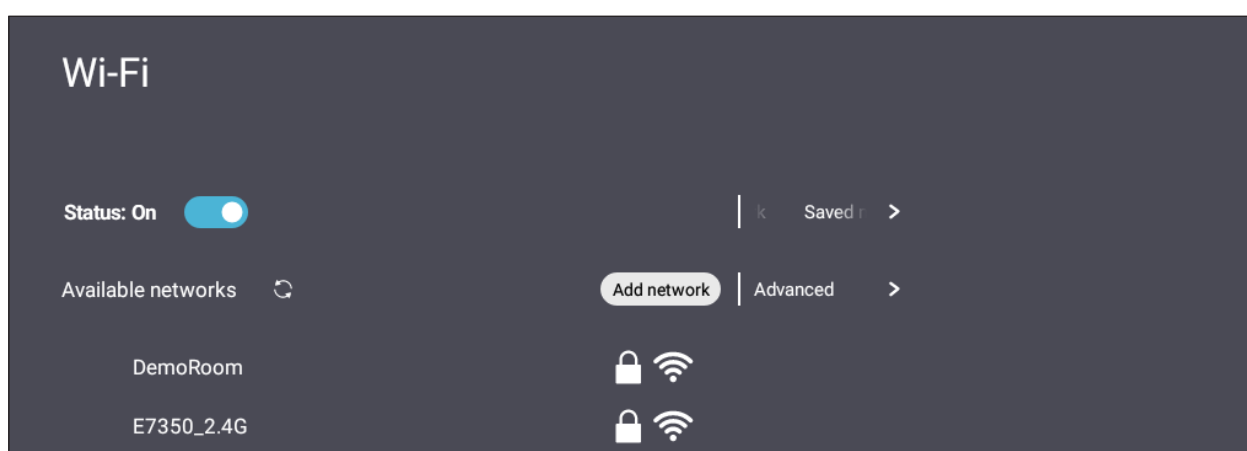 Wi-Fi
Status: On
k Saved
Available networks
Add network
Advanced
DemoRoom
E7350_2.4G